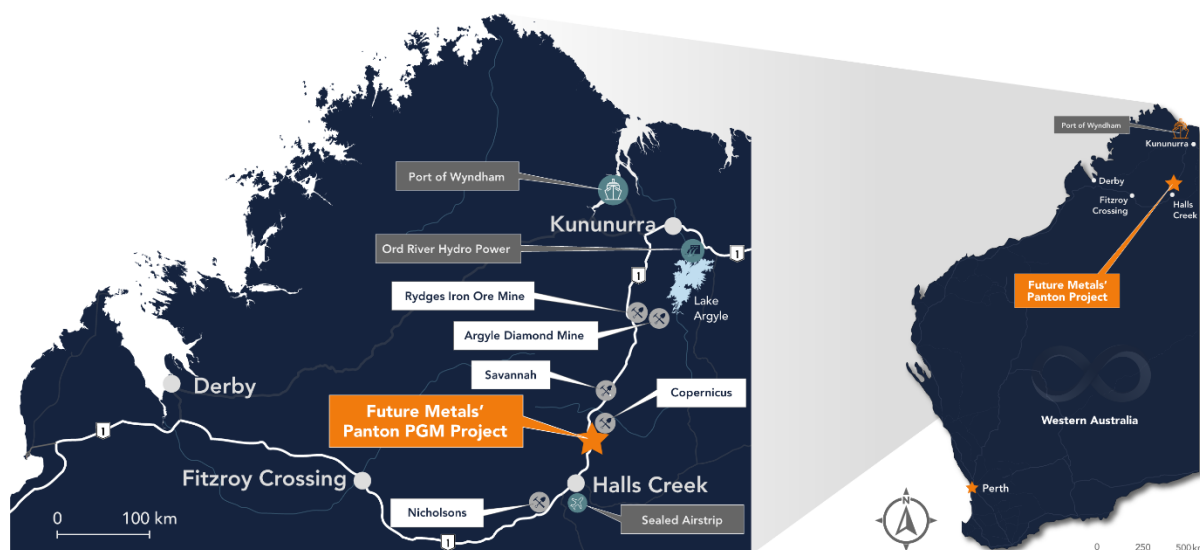 Port of Wyndham
Kununurra
Ord River Hydro Power
1
1
Rydges Iron Ore Mine
Lake
Argyle
Argyle Diamond Mine
Savannah
Copernicus
Derby
Future Metals'
Panton PGM Project
1
Fitzroy Crossing
Halls Creek
Nicholsons
Sealed Airstrip
0
100 km
1
Port of Wyndham
Kununurra
Derby
Fitzroy
Crossing
Halls
Creek
Future Metals'
Panton Project
Western Australia
Perth
N
0
250
500km